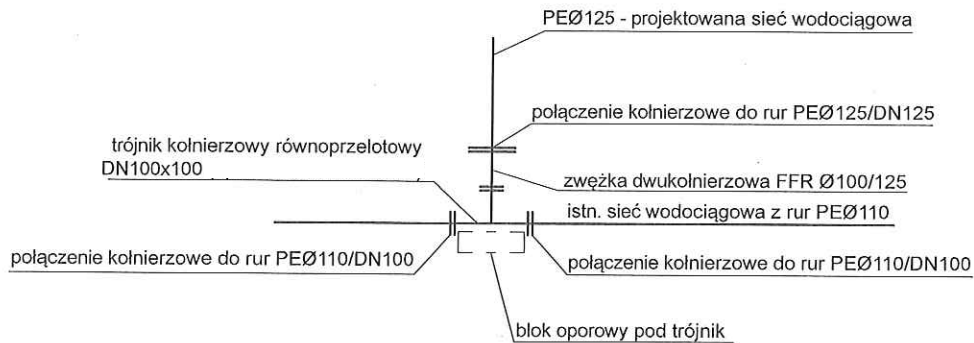 PEØ125 - projektowana sieć wodociągowa
połączenie kołnierzowe do rur PEØ125/DN125
trójnik kołnierzowy równoprzelotowy
DN100x100
zwężka dwukołnierzowa FFR Ø100/125
istn. sieć wodociągowa z rur PEØ110
połączenie kołnierzowe do rur PEØ110/DN100
połączenie kołnierzowe do rur PEØ110/DN100
blok oporowy pod trójnik